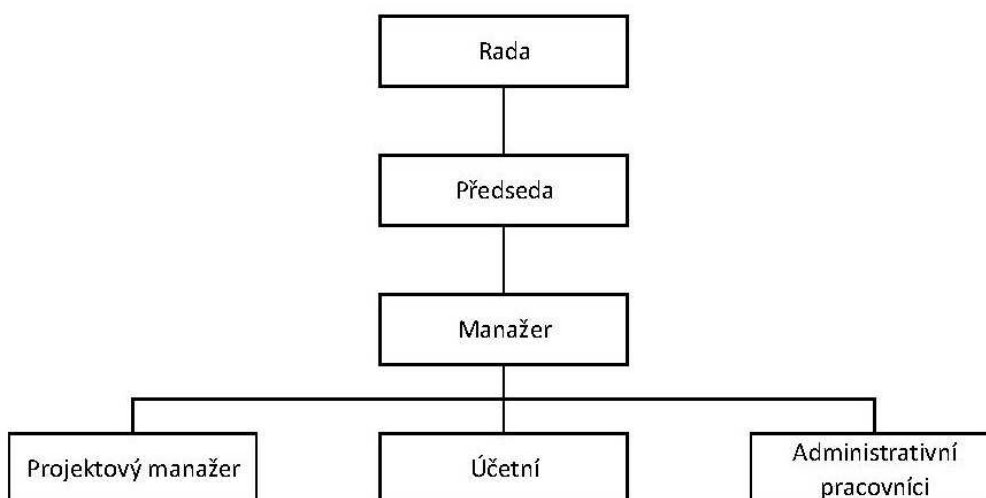 Rada
Předseda
Manažer
Projektový manažer
Účetní
Administrativní
pracovníci